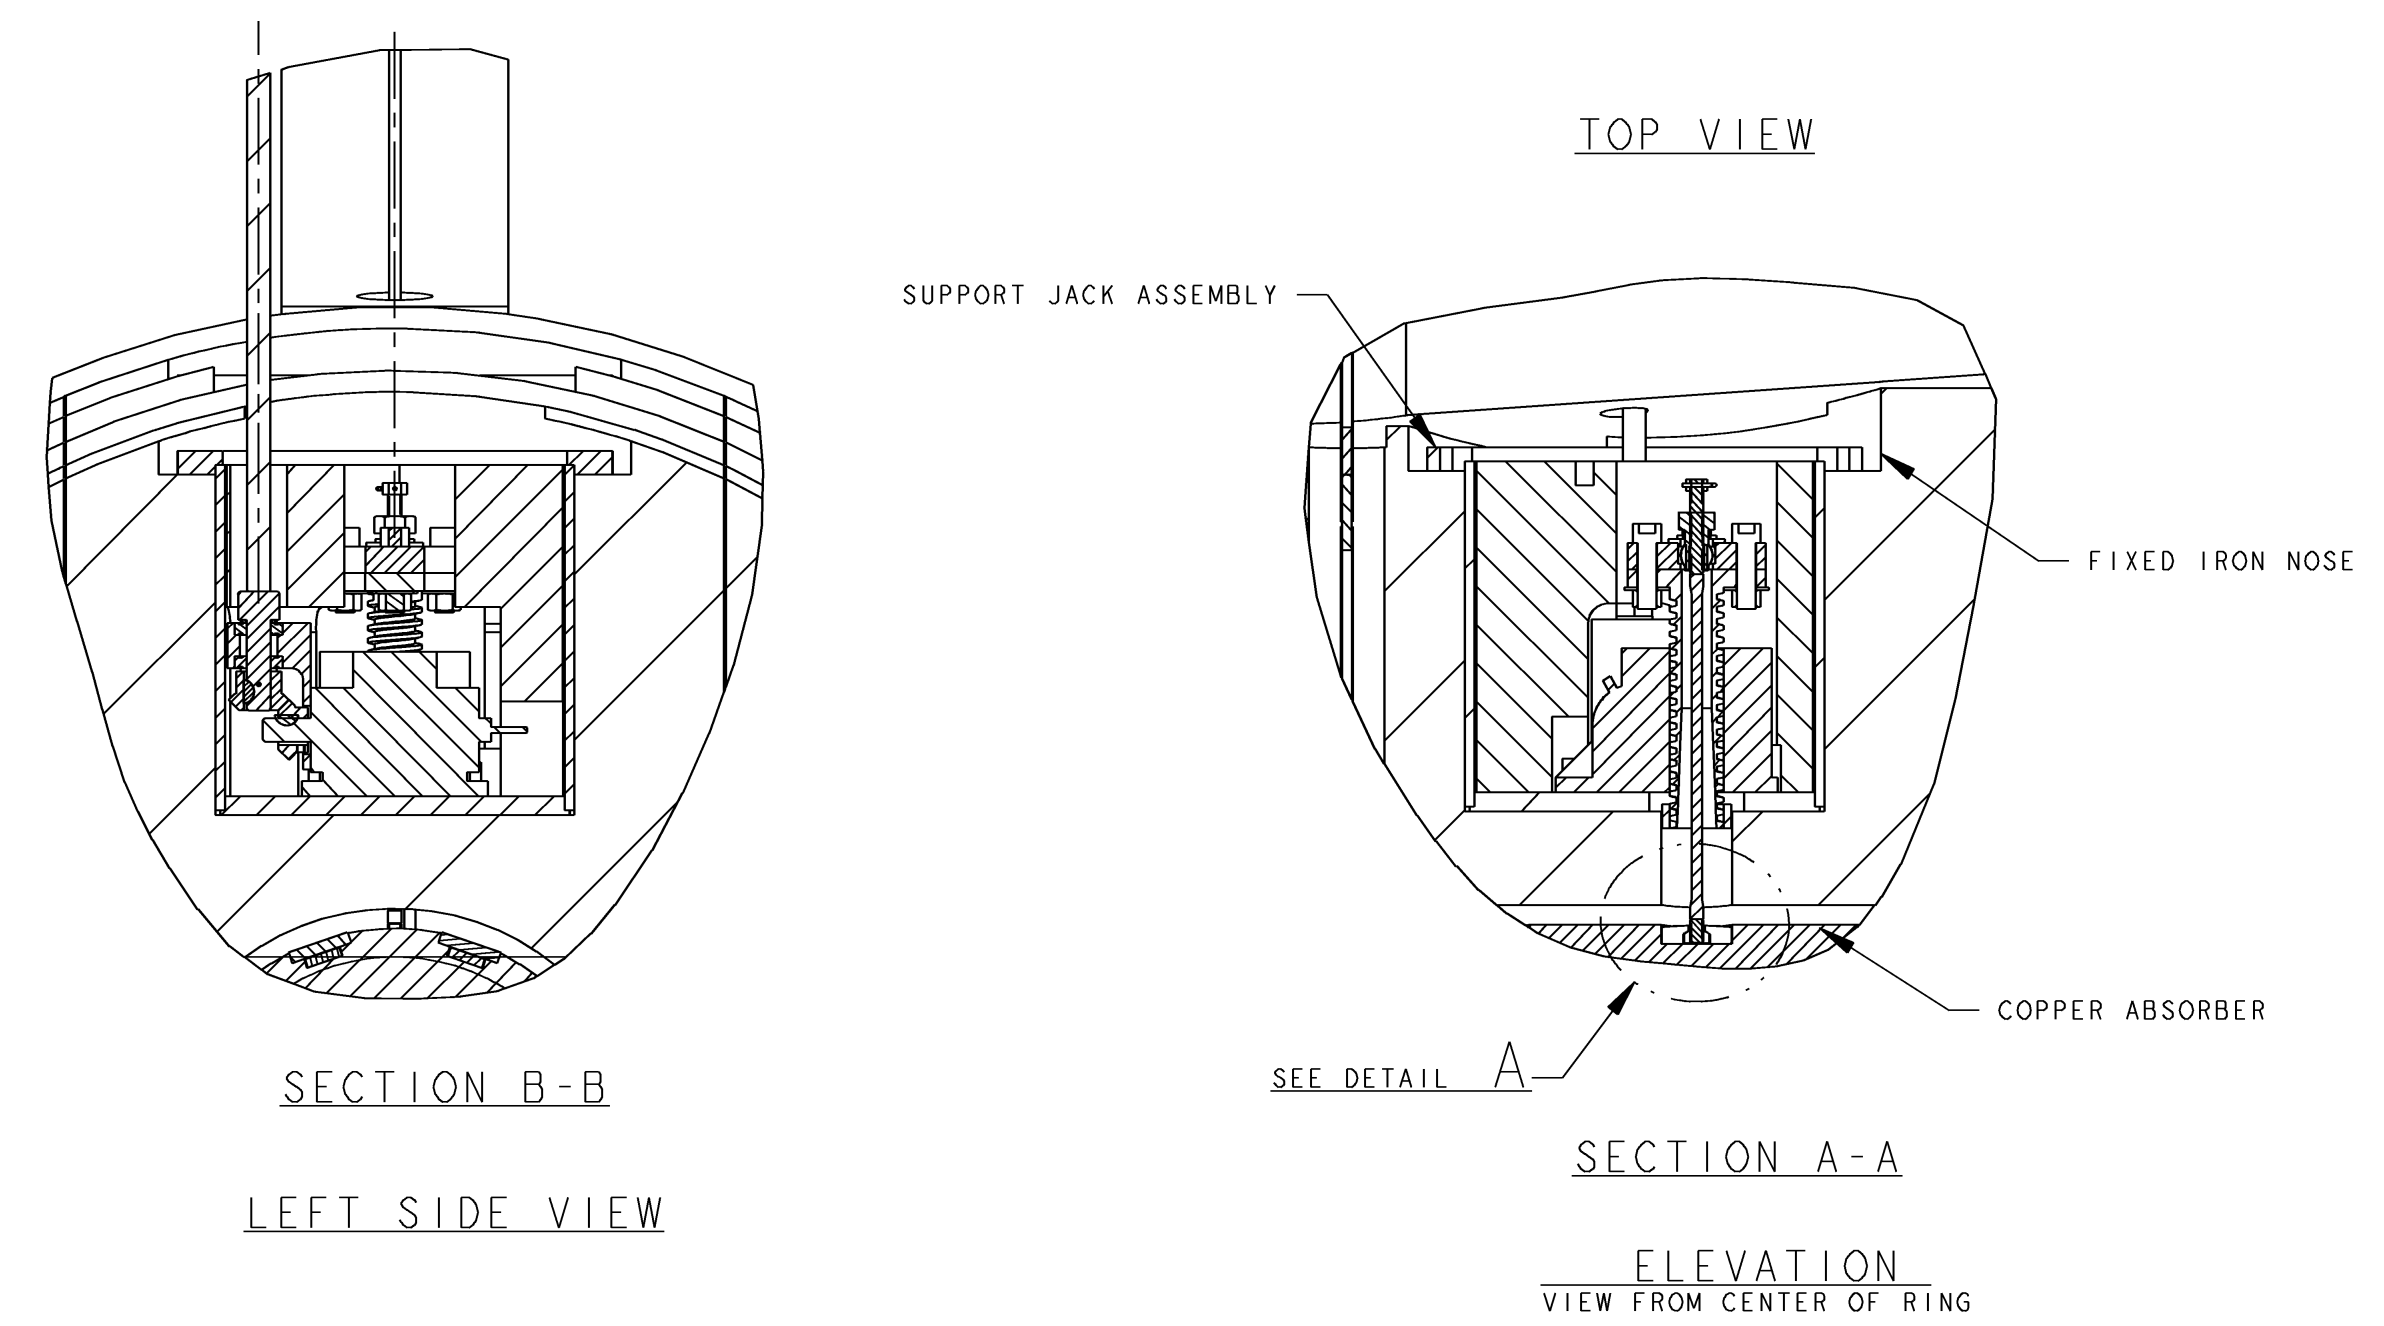 TOP VIEW
SUPPORT JACK ASSEMBLY
FIXED IRON NOSE
COPPER ABSORBER
SEE DETAIL A
SECTION B-B
SECTION A-A
LEFT SIDE VIEW
ELEVATION
VIEW FROM CENTER OF RING